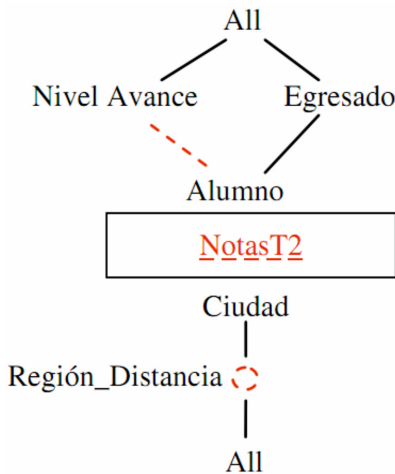 All
Nivel Avance Egresado
Alumno
NotasT2
Ciudad
Región_Distancia
All